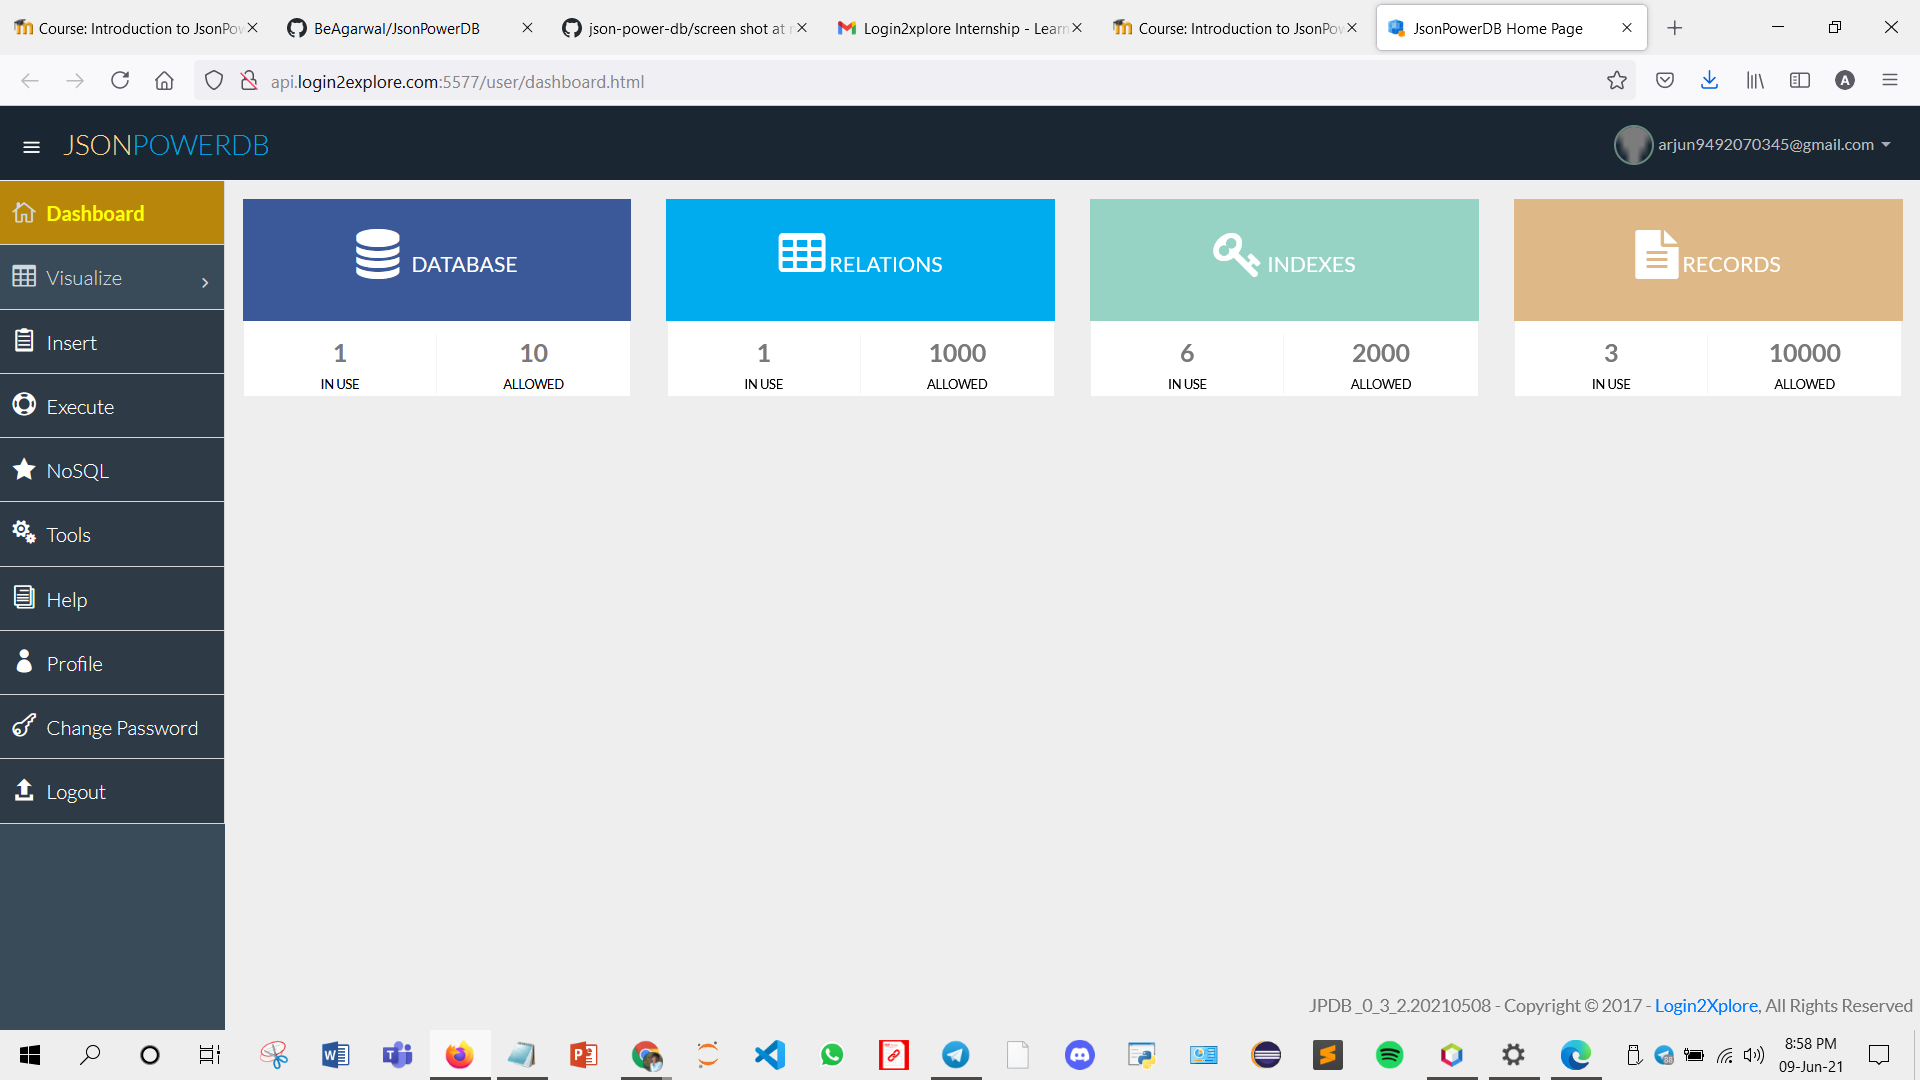 Course: Introduction to JsonPow
BeAgarwal/JsonPowerDB
json-power-db/screen shot at r
Login2xplore Internship - Learn
Course: Introduction to JsonPow
JsonPowerDB Home Page
api.login2explore.com:5577/user/dashboard.html
A
JSONPOWERDB
arjun9492070345@gmail.com
Dashboard
Visualize
Insert
Execute
NoSQL
Tools
Help
Profile
Change Password
Logout
DATABASE
1
IN USE
10
ALLOWED
RELATIONS
1
IN USE
1000
ALLOWED
INDEXES
6
IN USE
2000
ALLOWED
RECORDS
3
IN USE
10000
ALLOWED
JPDB _0_3_2.20210508 - Copyright © 2017 - Login2Xplore, All Rights Reserved
8:58 PM
09-Jun-21